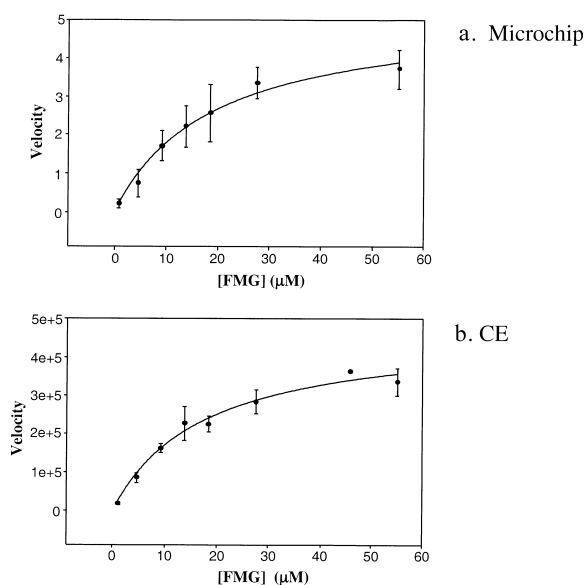 a. Microchip
5
4
3
2
1
0
Velocity
0 10 20 30 40 50 60
[FMG] (μM)
b. CE
5e+5
4e+5
3e+5
2e+5
1e+5
0
Velocity
0 10 20 30 40 50 60
[FMG] (μM)